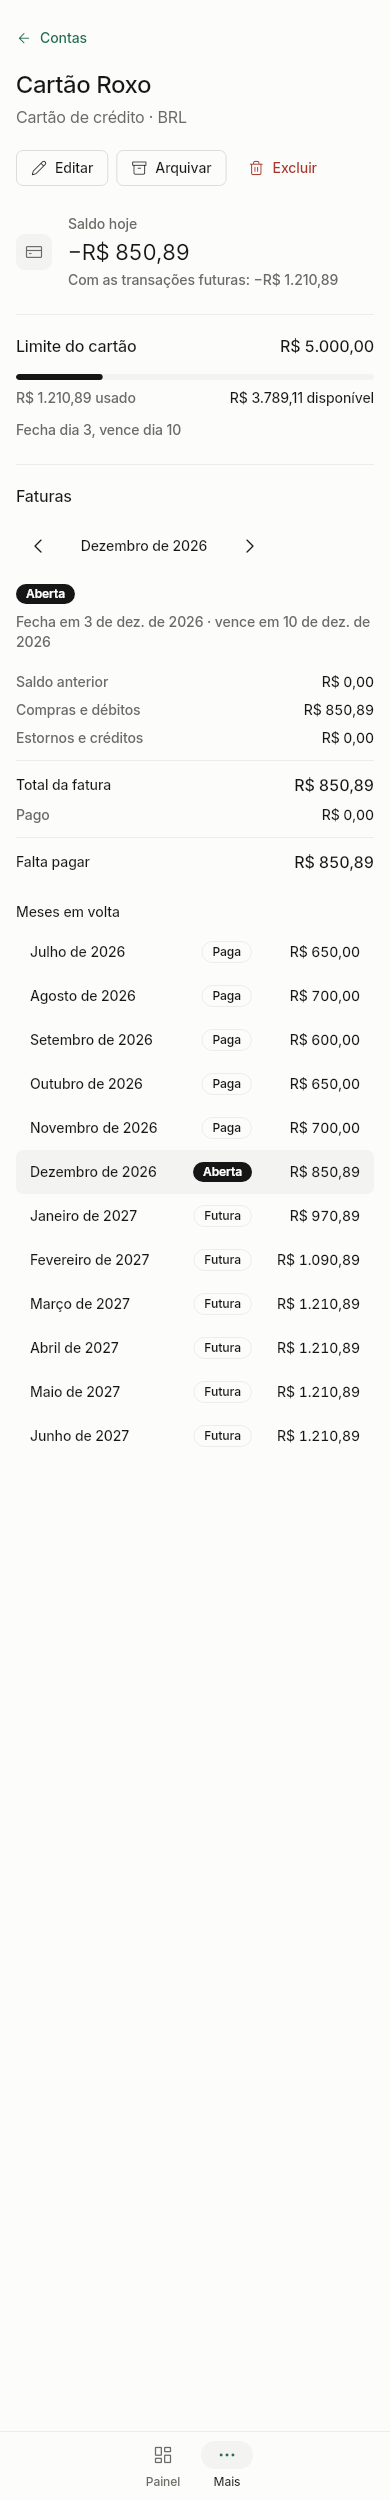 Contas
Cartão Roxo
Cartão de crédito · BRL
Editar Arquivar Excluir
Saldo hoje
−R$ 850,89
Com as transações futuras: −R$ 1.210,89
Limite do cartão R$ 5.000,00
R$ 1.210,89 usado R$ 3.789,11 disponível
Fecha dia 3, vence dia 10
Faturas
Dezembro de 2026
Aberta
Fecha em 3 de dez. de 2026 · vence em 10 de dez. de
2026
Saldo anterior R$ 0,00
Compras e débitos R$ 850,89
Estornos e créditos R$ 0,00
Total da fatura R$ 850,89
Pago R$ 0,00
Falta pagar R$ 850,89
Meses em volta
Julho de 2026 Paga R$ 650,00
Agosto de 2026 Paga R$ 700,00
Setembro de 2026 Paga R$ 600,00
Outubro de 2026 Paga R$ 650,00
Novembro de 2026 Paga R$ 700,00
Dezembro de 2026 Aberta R$ 850,89
Janeiro de 2027 Futura R$ 970,89
Fevereiro de 2027 Futura R$ 1.090,89
Março de 2027 Futura R$ 1.210,89
Abril de 2027 Futura R$ 1.210,89
Maio de 2027 Futura R$ 1.210,89
Junho de 2027 Futura R$ 1.210,89
Painel Mais